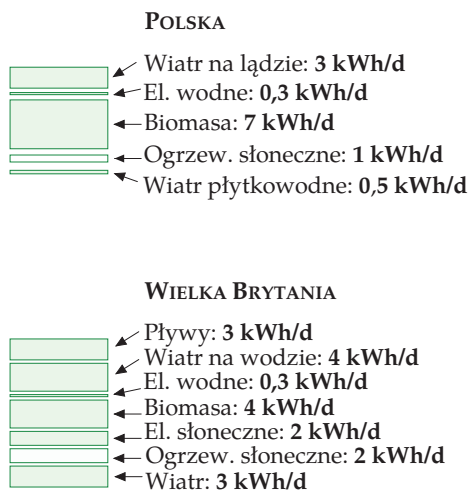 POLSKA
Wiatr na lądzie: 3 kWh/d
El. wodne: 0,3 kWh/d
Biomasa: 7 kWh/d
Ogrzew. słoneczne: 1 kWh/d
Wiatr płytkowodne: 0,5 kWh/d
WIELKA BRYTANIA
Pływy: 3 kWh/d
Wiatr na wodzie: 4 kWh/d
El. wodne: 0,3 kWh/d
Biomasa: 4 kWh/d
El. słoneczne: 2 kWh/d
Ogrzew. słoneczne: 2 kWh/d
Wiatr: 3 kWh/d